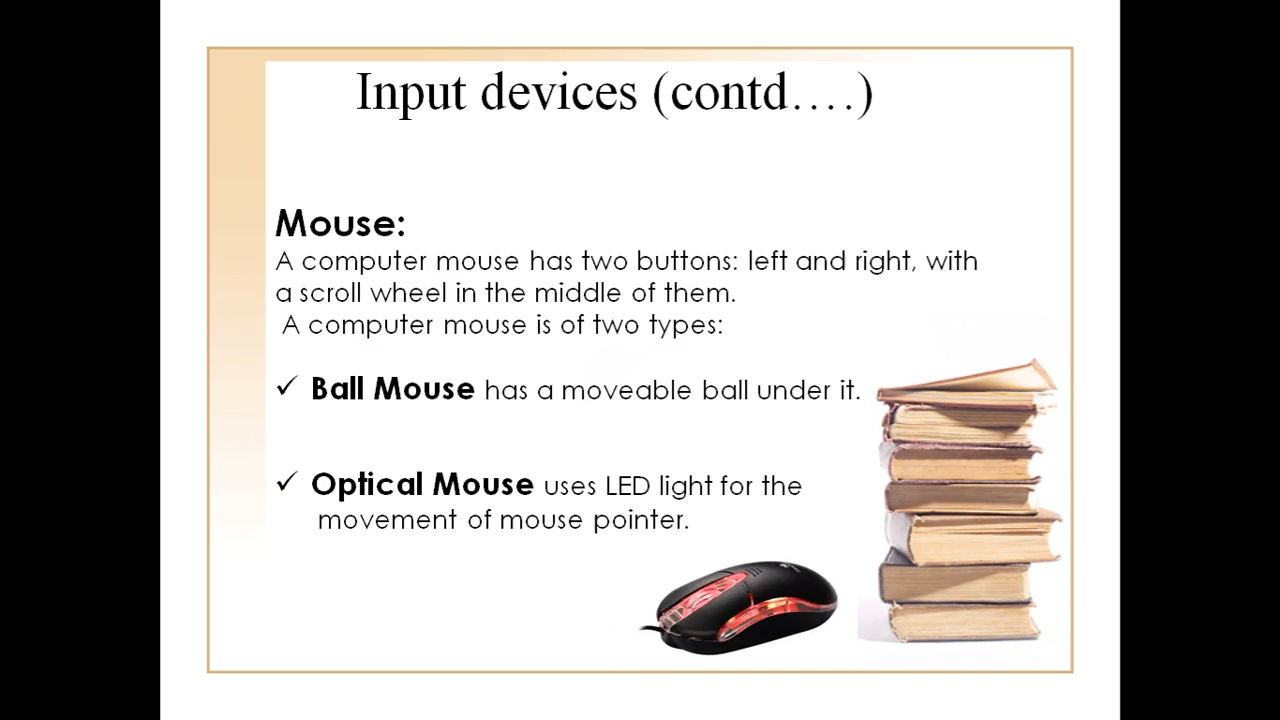 Input devices (contd….)
Mouse:
A computer mouse has two buttons: left and right, with
a scroll wheel in the middle of them.
A computer mouse is of two types:
✓ Ball Mouse has a moveable ball under it.
✓ Optical Mouse uses LED light for the
movement of mouse pointer.